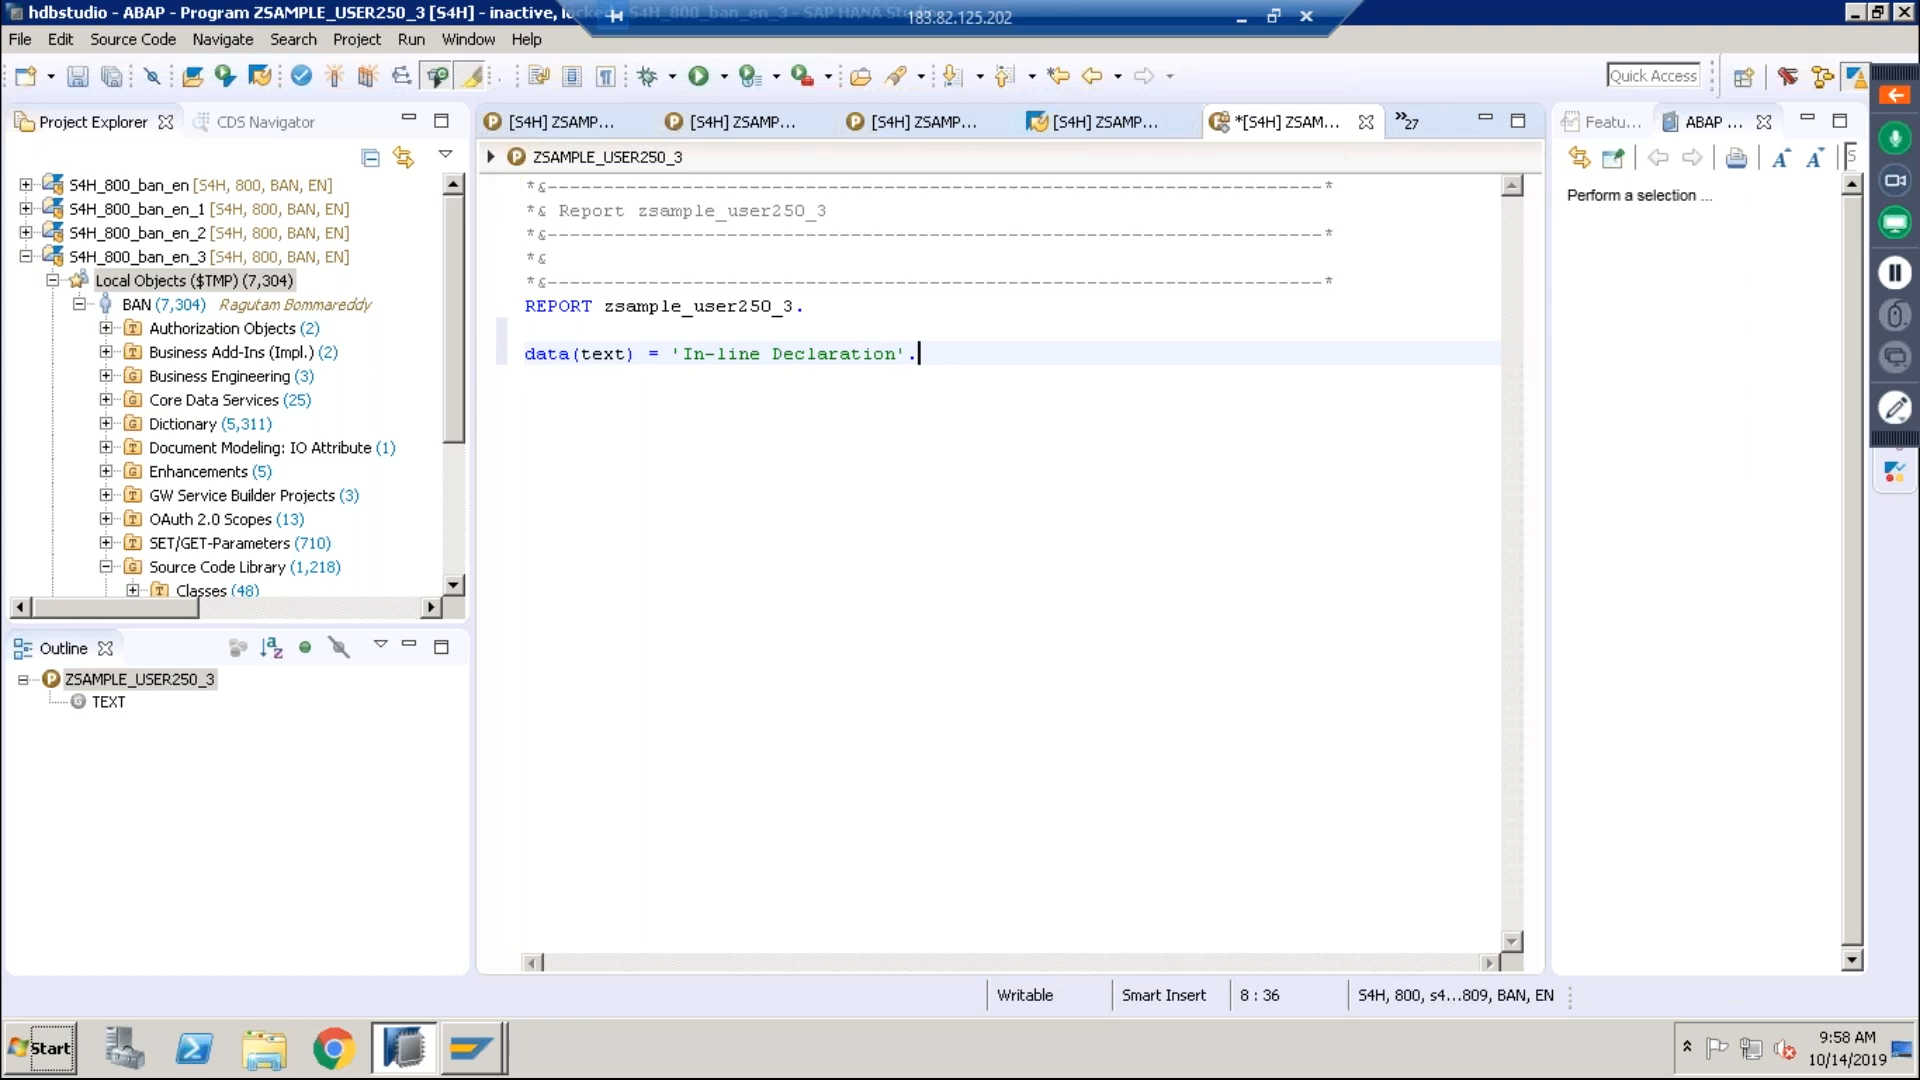 hdbstudio - ABAP - Program ZSAMPLE_USER250_3 [S4H] - inactive, lo
S4H_800_ban_en_3 - SAP HANA Stu
183.82.125.202
File Edit Source Code Navigate Search Project Run Window Help
Quick Access
Project Explorer
CDS Navigator
[S4H] ZSAMP...
[S4H] ZSAMP...
[S4H] ZSAMP...
[S4H] ZSAMP...
*[S4H] ZSAM...
»27
Featu...
ABAP ...
ZSAMPLE_USER250_3
S4H_800_ban_en [S4H, 800, BAN, EN]
S4H_800_ban_en_1 [S4H, 800, BAN, EN]
S4H_800_ban_en_2 [S4H, 800, BAN, EN]
S4H_800_ban_en_3 [S4H, 800, BAN, EN]
Local Objects ($TMP) (7,304)
BAN (7,304) Ragutam Bommareddy
Authorization Objects (2)
Business Add-Ins (Impl.) (2)
Business Engineering (3)
Core Data Services (25)
Dictionary (5,311)
Document Modeling: IO Attribute (1)
Enhancements (5)
GW Service Builder Projects (3)
OAuth 2.0 Scopes (13)
SET/GET-Parameters (710)
Source Code Library (1,218)
Classes (48)
*&---------------------------------------------------------------------*
*& Report zsample_user250_3
*&---------------------------------------------------------------------*
*&
*&---------------------------------------------------------------------*
REPORT zsample_user250_3.
data(text) = 'In-line Declaration'.
Perform a selection ...
Outline
ZSAMPLE_USER250_3
TEXT
Writable
Smart Insert
8 : 36
S4H, 800, s4...809, BAN, EN
Start
9:58 AM
10/14/2019